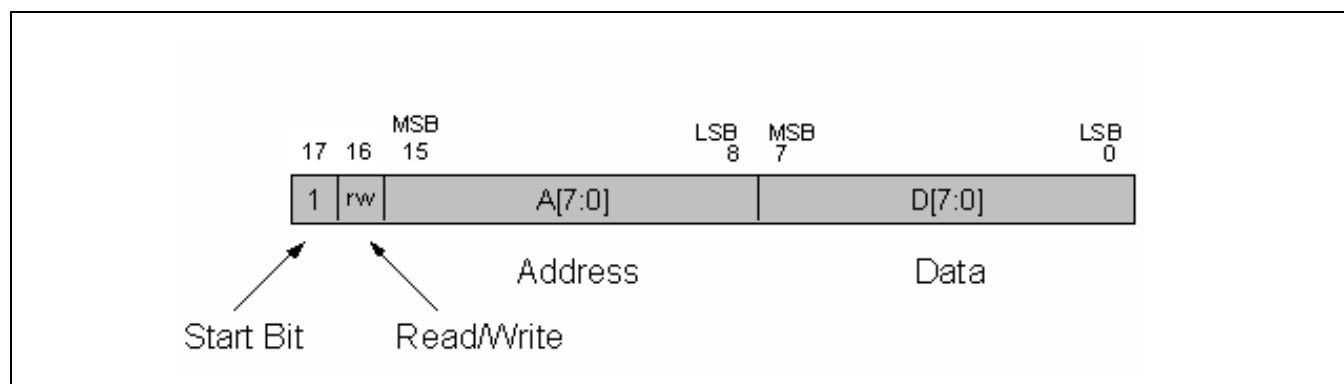 MSB LSB MSB LSB
17 16 15 8 7 0
1 rw A[7:0] D[7:0]
Address Data
Start Bit Read/Write